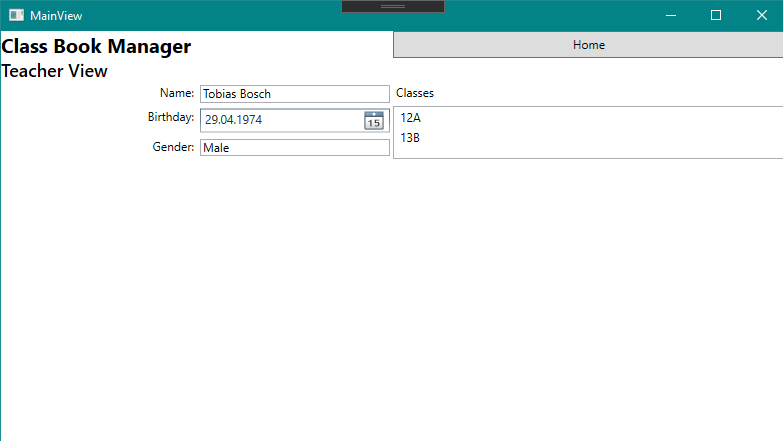 MainView
Class Book Manager
Home
Teacher View
Name: Tobias Bosch
Classes
Birthday: 29.04.1974 15
12A
13B
Gender: Male